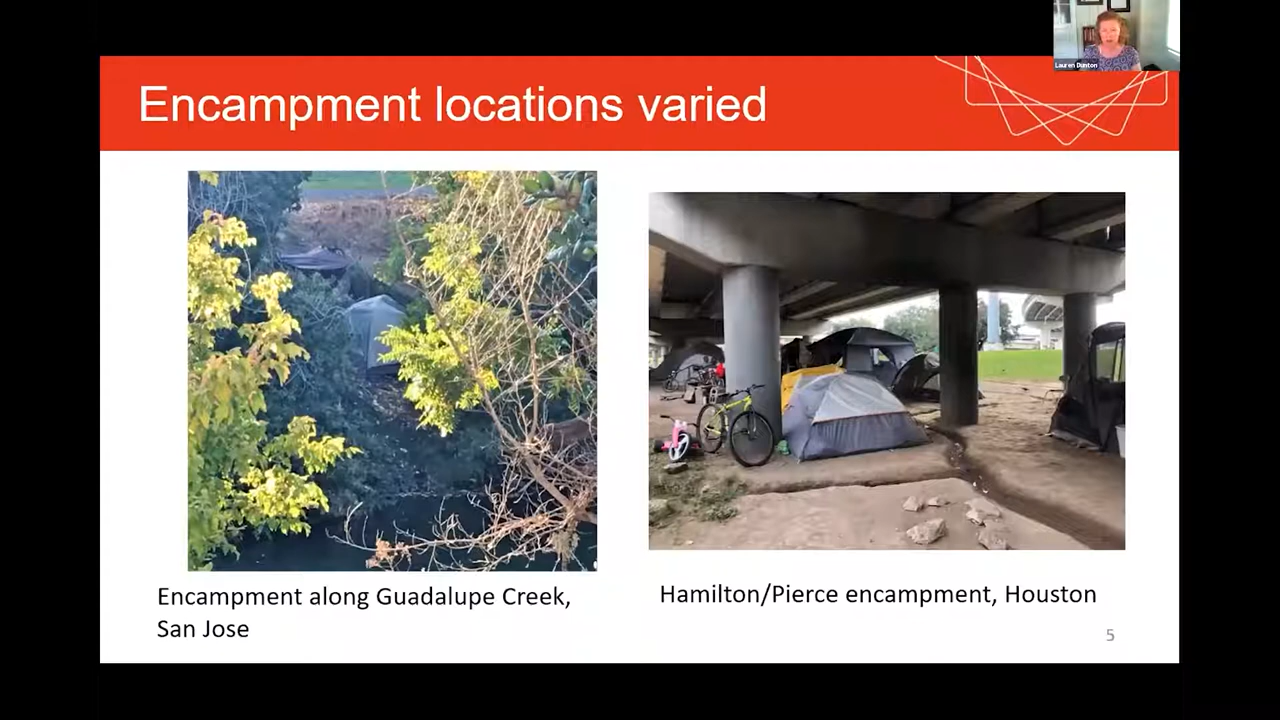 Lauren Dunton
Encampment locations varied
Encampment along Guadalupe Creek,
San Jose
Hamilton/Pierce encampment, Houston
5